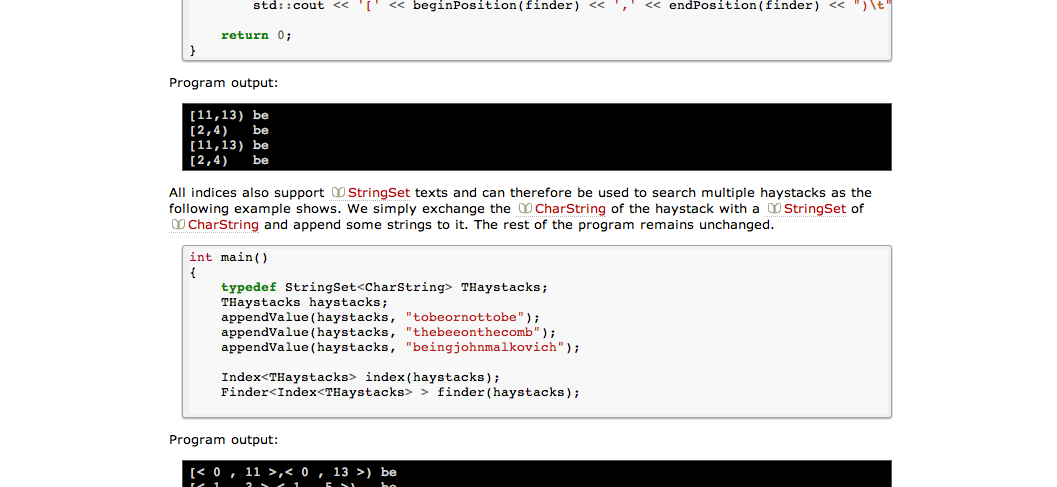 std::cout << '[' << beginPosition(finder) << ',' << endPosition(finder) << ")\t"
return 0;
}
Program output:
[11,13) be
[2,4)   be
[11,13) be
[2,4)   be
All indices also support StringSet texts and can therefore be used to search multiple haystacks as the
following example shows. We simply exchange the CharString of the haystack with a StringSet of
CharString and append some strings to it. The rest of the program remains unchanged.
int main()
{
typedef StringSet<CharString> THaystacks;
THaystacks haystacks;
appendValue(haystacks, "tobeornottobe");
appendValue(haystacks, "thebeeonthecomb");
appendValue(haystacks, "beingjohnmalkovich");
Index<THaystacks> index(haystacks);
Finder<Index<THaystacks> > finder(haystacks);
Program output:
[< 0 , 11 >,< 0 , 13 >) be